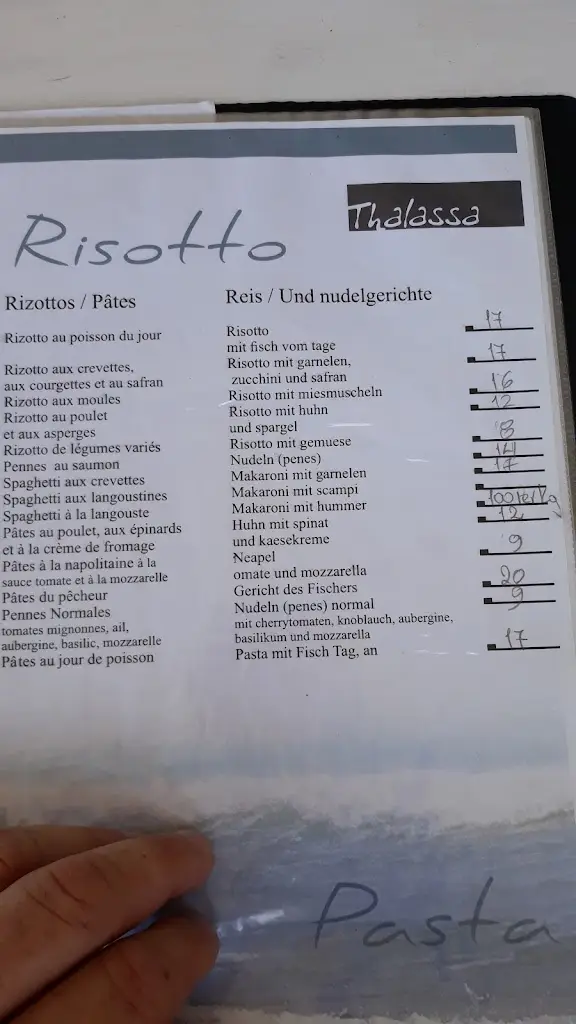 Thalassa
Risotto
Rizottos / Pâtes
Rizotto au poisson du jour
Rizotto aux crevettes,
aux courgettes et au safran
Rizotto aux moules
Rizotto au poulet
et aux asperges
Rizotto de légumes variés
Pennes au saumon
Spaghetti aux crevettes
Spaghetti aux langoustines
Spaghetti à la langouste
Pâtes au poulet, aux épinards
et à la crème de fromage
Pâtes à la napolitaine à la
sauce tomate et à la mozzarelle
Pâtes du pêcheur
Pennes Normales
tomates mignonnes, ail,
aubergine, basilic, mozzarelle
Pâtes au jour de poisson
Reis / Und nudelgerichte
Risotto
mit fisch vom tage
Risotto mit garnelen,
zucchini und safran
Risotto mit miesmuscheln
Risotto mit huhn
und spargel
Risotto mit gemuese
Nudeln (penes)
Makaroni mit garnelen
Makaroni mit scampi
Makaroni mit hummer
Huhn mit spinat
und kaesekreme
Neapel
omate und mozzarella
Gericht des Fischers
Nudeln (penes) normal
mit cherrytomaten, knoblauch, aubergine,
basilikum und mozzarella
Pasta mit Fisch Tag, an
17
17
16
12
8
14
17
12
9
20
9
17
Pasta